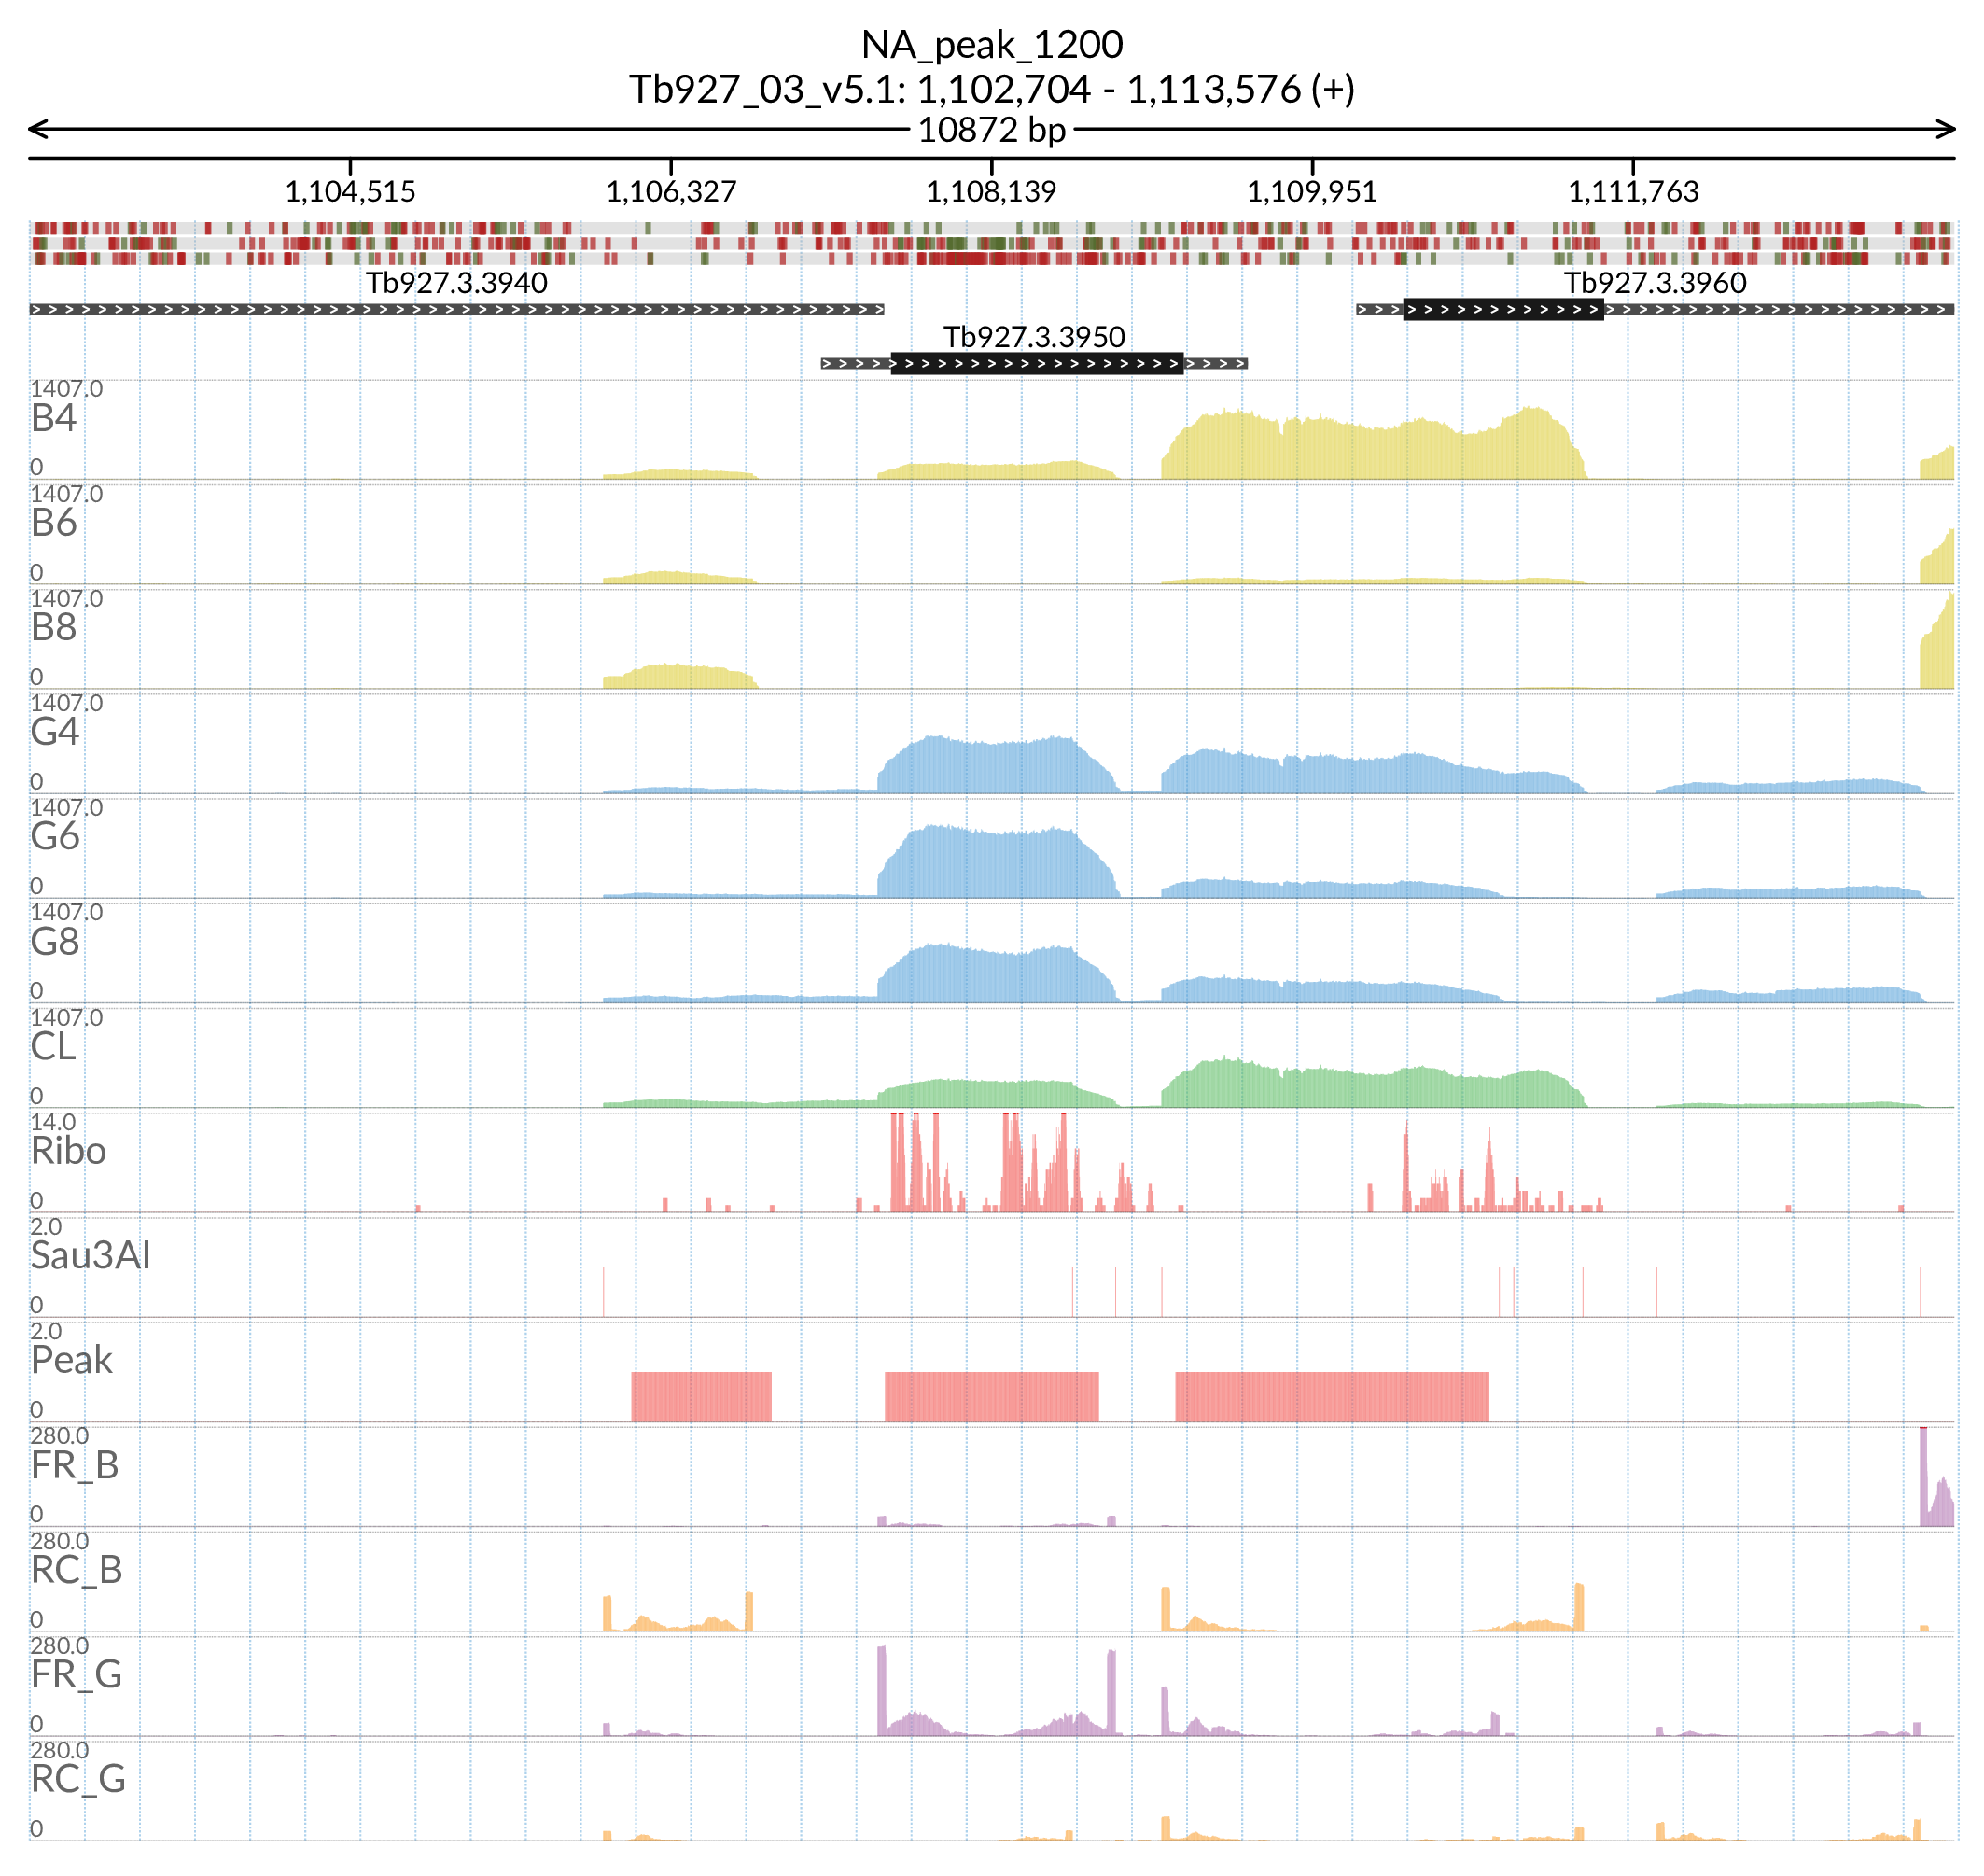 NA_peak_1200
Tb927_03_v5.1: 1,102,704 - 1,113,576 (+)
10872 bp
1,104,515 1,106,327 1,108,139 1,109,951 1,111,763
Tb927.3.3940 Tb927.3.3960
Tb927.3.3950
1407.0
B4
0
1407.0
B6
0
1407.0
B8
0
1407.0
G4
0
1407.0
G6
0
1407.0
G8
0
1407.0
CL
0
14.0
Ribo
0
2.0
Sau3AI
0
2.0
Peak
0
280.0
FR_B
0
280.0
RC_B
0
280.0
FR_G
0
280.0
RC_G
0